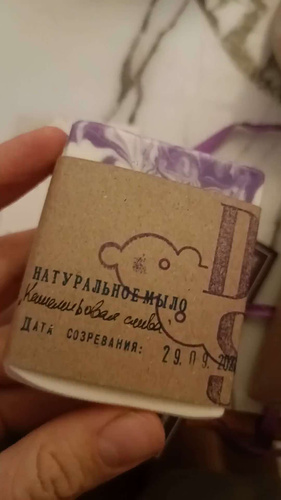 НАТУРАЛЬНОЕ МЫЛО
Кашемировая слива
ДАТА СОЗРЕВАНИЯ: 29.09.